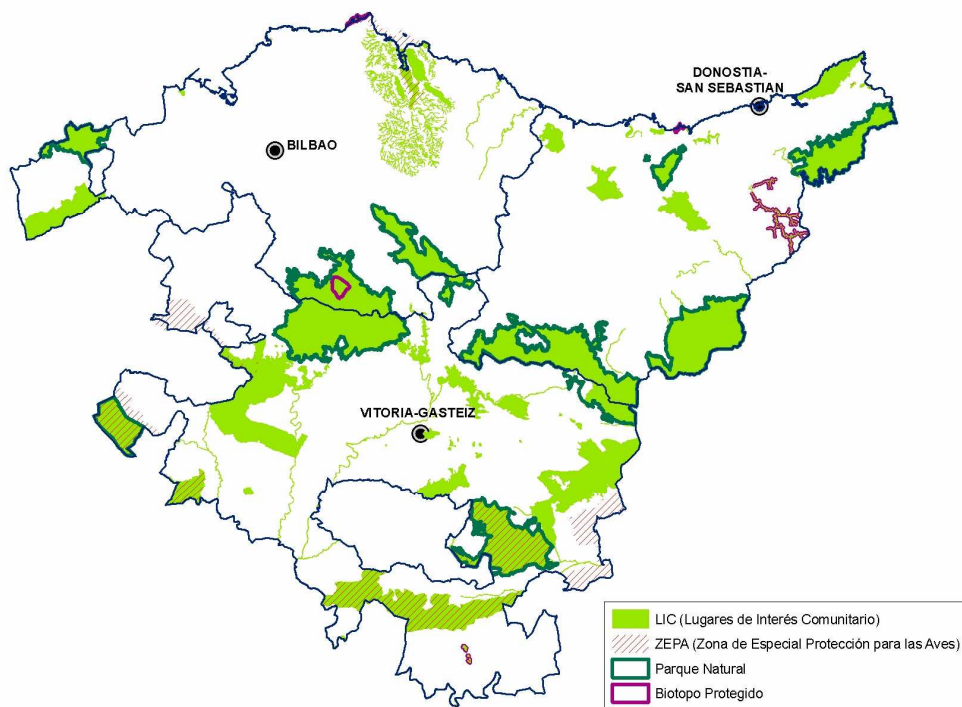 DONOSTIA-
SAN SEBASTIAN
BILBAO
VITORIA-GASTEIZ
LIC (Lugares de Interés Comunitario)
ZEPA (Zona de Especial Protección para las Aves)
Parque Natural
Biotopo Protegido